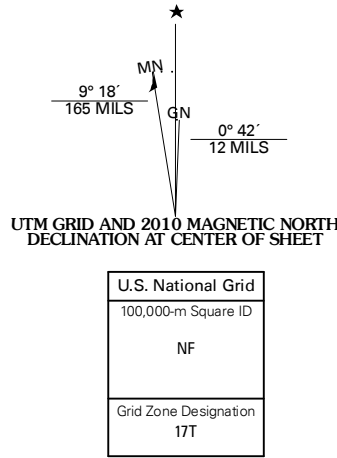 ★
MN
9° 18´
165 MILS
GN
0° 42´
12 MILS
UTM GRID AND 2010 MAGNETIC NORTH
DECLINATION AT CENTER OF SHEET
U.S. National Grid
100,000-m Square ID
NF
Grid Zone Designation
17T